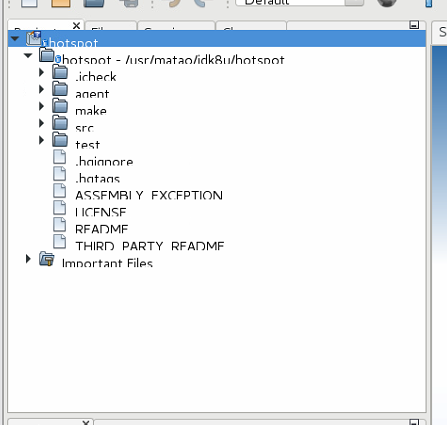 Default
hotspot
hotspot - /usr/matao/jdk8u/hotspot
.jcheck
agent
make
src
test
.hgignore
.hgtags
ASSEMBLY_EXCEPTION
LICENSE
README
THIRD_PARTY_README
Important Files